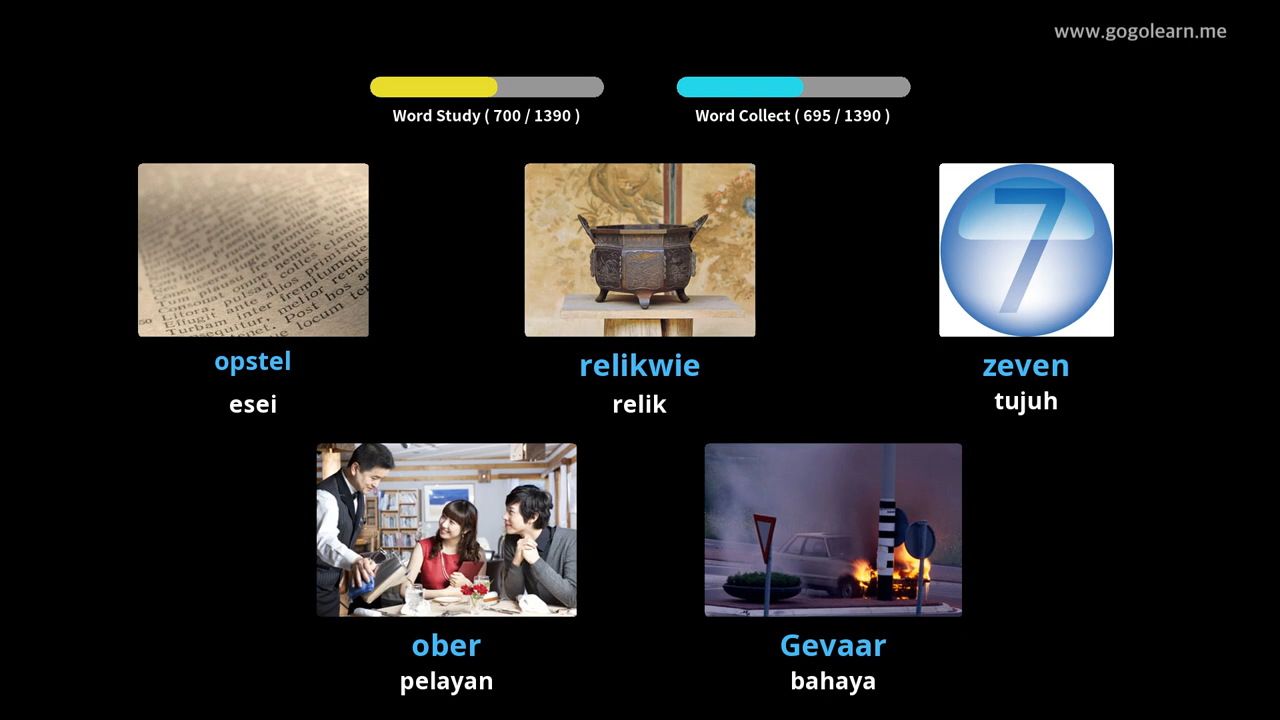 www.gogolearn.me
Word Study ( 700 / 1390 )
Word Collect ( 695 / 1390 )
7
opstel
esei
relikwie
relik
zeven
tujuh
ober
pelayan
Gevaar
bahaya